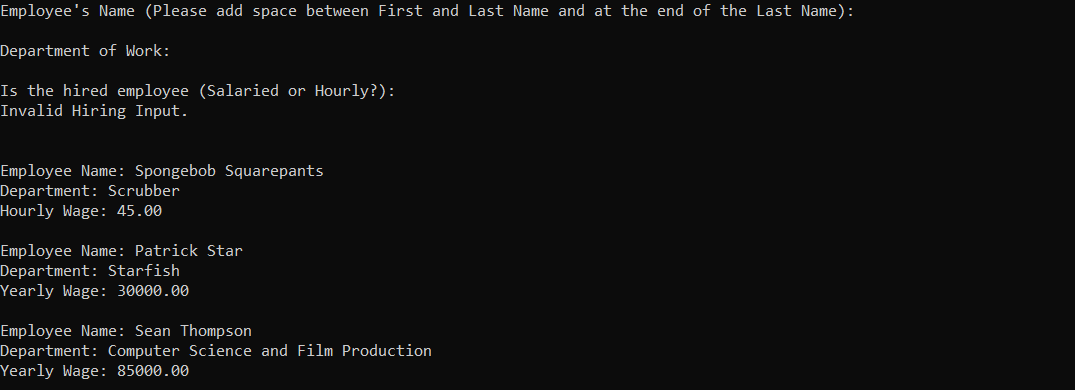 Employee's Name (Please add space between First and Last Name and at the end of the Last Name):
Department of Work:
Is the hired employee (Salaried or Hourly?):
Invalid Hiring Input.
Employee Name: Spongebob Squarepants
Department: Scrubber
Hourly Wage: 45.00
Employee Name: Patrick Star
Department: Starfish
Yearly Wage: 30000.00
Employee Name: Sean Thompson
Department: Computer Science and Film Production
Yearly Wage: 85000.00